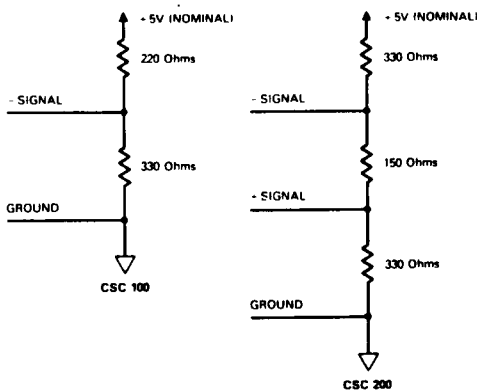 + 5V (NOMINAL)
220 Ohms
- SIGNAL
330 Ohms
GROUND
CSC 100
+ 5V (NOMINAL)
330 Ohms
- SIGNAL
150 Ohms
+ SIGNAL
330 Ohms
GROUND
CSC 200